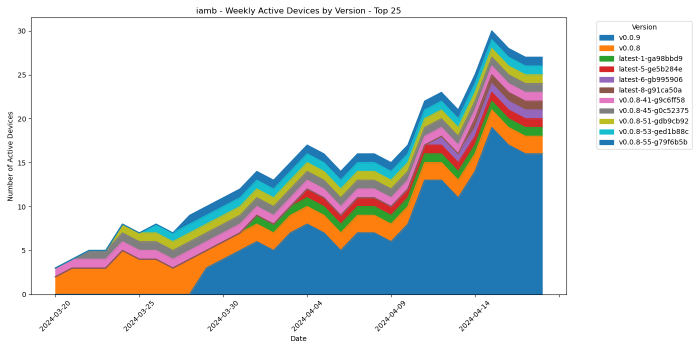 iamb - Weekly Active Devices by Version - Top 25
Number of Active Devices
30
25
20
15
10
5
0
2024-03-20
2024-03-25
2024-03-30
2024-04-04
2024-04-09
2024-04-14
Date
Version
v0.0.9
v0.0.8
latest-1-ga98bbd9
latest-5-ge5b284e
latest-6-gb995906
latest-8-g91ca50a
v0.0.8-41-g9c6ff58
v0.0.8-45-g0c52375
v0.0.8-51-gdb9cb92
v0.0.8-53-ged1b88c
v0.0.8-55-g79f6b5b